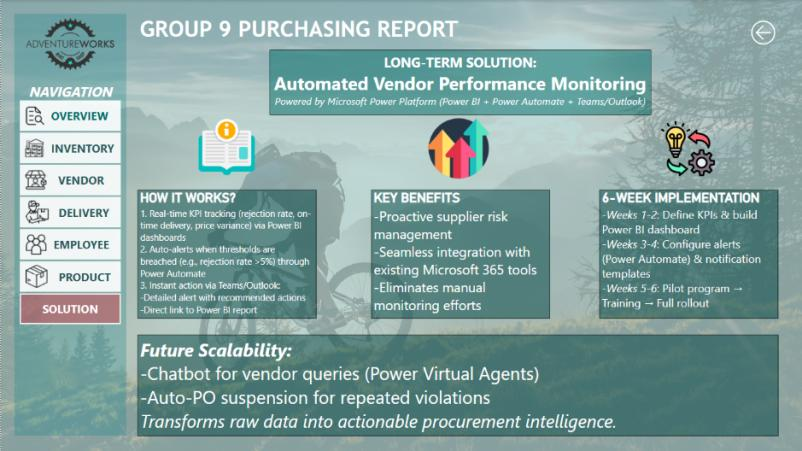 ADVENTUREWORKS
GROUP 9 PURCHASING REPORT
LONG-TERM SOLUTION:
Automated Vendor Performance Monitoring
Powered by Microsoft Power Platform (Power BI + Power Automate + Teams/Outlook)
NAVIGATION
OVERVIEW
INVENTORY
VENDOR
DELIVERY
EMPLOYEE
PRODUCT
SOLUTION
HOW IT WORKS?
1. Real-time KPI tracking (rejection rate, on-
time delivery, price variance) via Power BI
dashboards
2. Auto-alerts when thresholds are
breached (e.g., rejection rate >5%) through
Power Automate
3. Instant action via Teams/Outlook:
-Detailed alert with recommended actions
-Direct link to Power BI report
KEY BENEFITS
-Proactive supplier risk
management
-Seamless integration with
existing Microsoft 365 tools
-Eliminates manual
monitoring efforts
6-WEEK IMPLEMENTATION
-Weeks 1-2: Define KPIs & build
Power BI dashboard
-Weeks 3-4: Configure alerts
(Power Automate) & notification
templates
-Weeks 5-6: Pilot program →
Training → Full rollout
Future Scalability:
-Chatbot for vendor queries (Power Virtual Agents)
-Auto-PO suspension for repeated violations
Transforms raw data into actionable procurement intelligence.